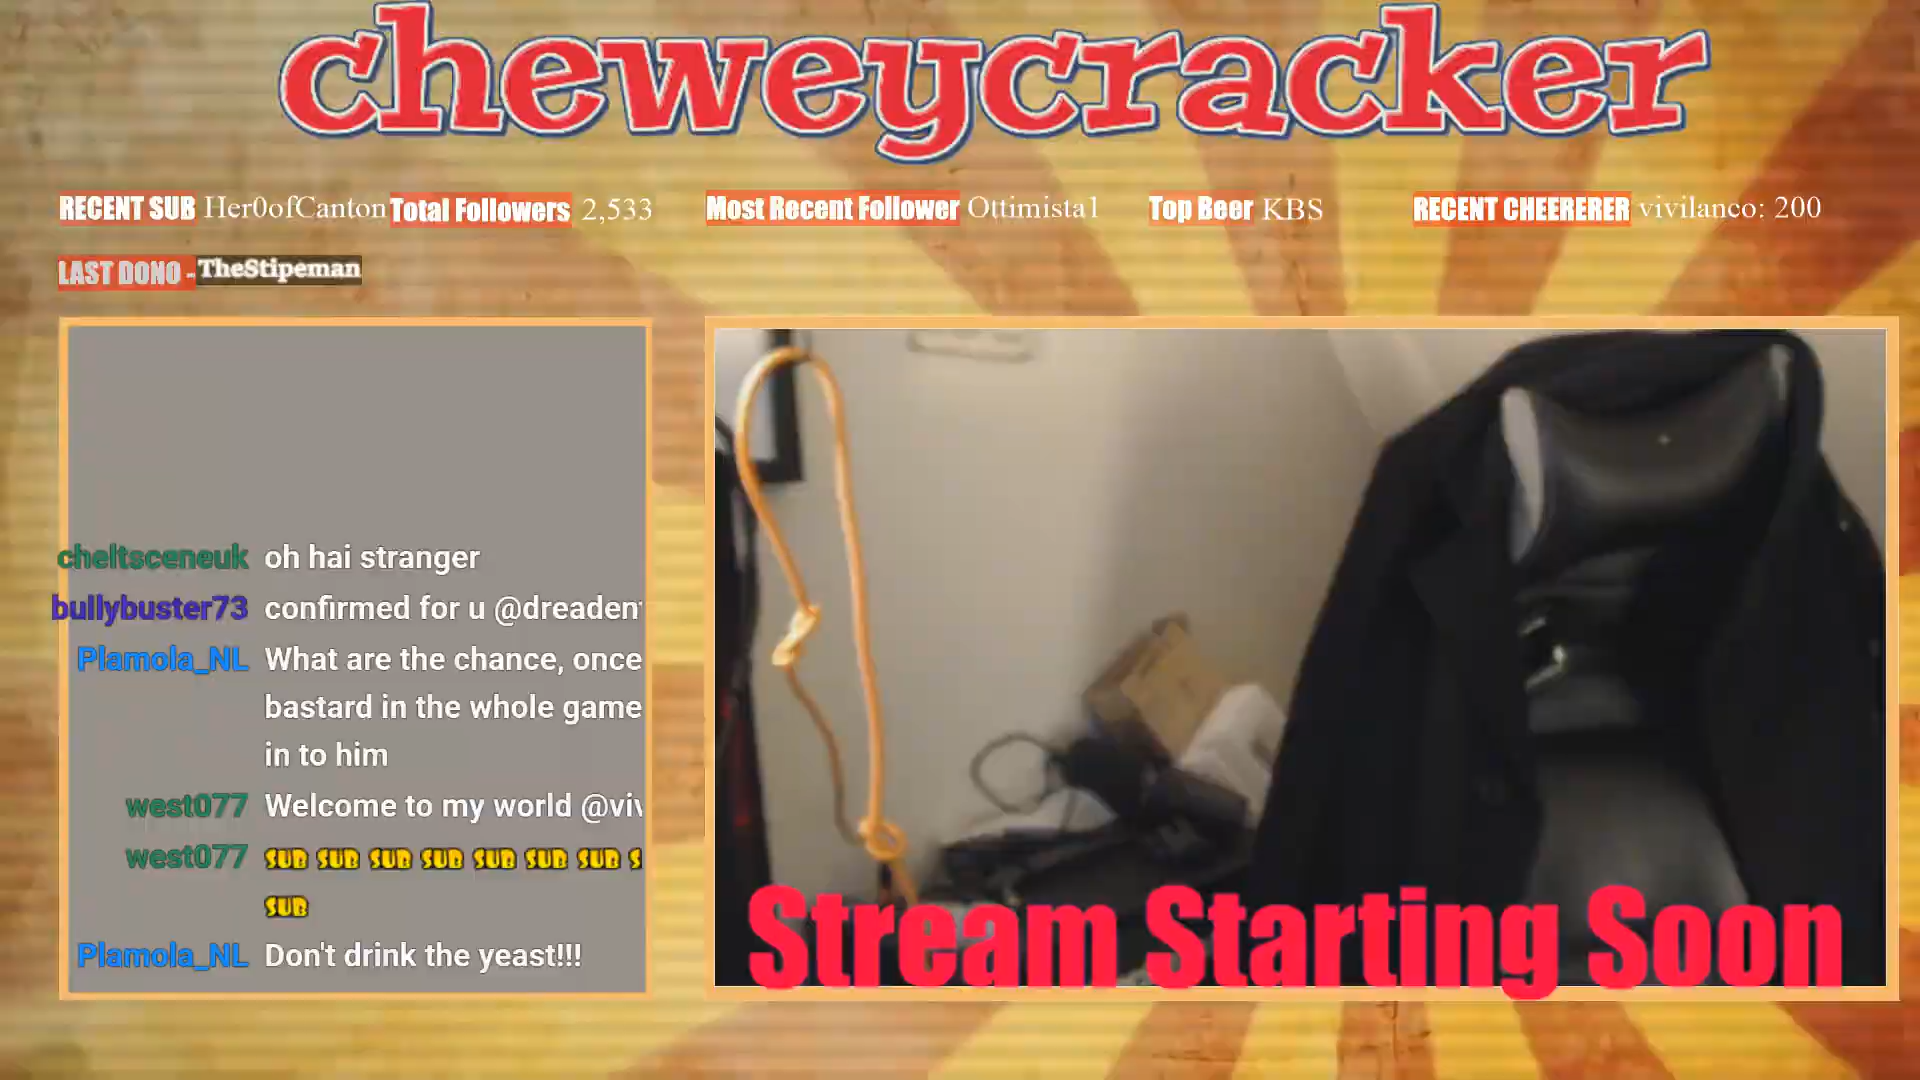 cheweycracker
RECENT SUB Her0ofCanton Total Followers 2,533 Most Recent Follower Ottimista1 Top Beer KBS RECENT CHEERERER vivilanco: 200
LAST DONO - TheStipeman
cheltsceneuk oh hai stranger
bullybuster73 confirmed for u @dreaden
Plamola_NL What are the chance, once
bastard in the whole game
in to him
west077 Welcome to my world @viv
west077 SUB SUB SUB SUB SUB SUB SUB S
SUB
Plamola_NL Don't drink the yeast!!!
Stream Starting Soon